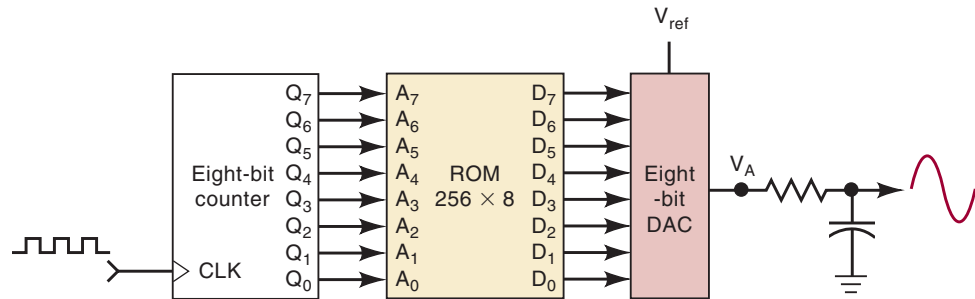 V_ref
Q_7 A_7 D_7
Q_6 A_6 D_6
Q_5 A_5 D_5
Q_4 A_4 D_4
Q_3 A_3 D_3
Q_2 A_2 D_2
Q_1 A_1 D_1
Q_0 A_0 D_0
Eight-bit
counter
CLK
ROM
256 × 8
Eight
-bit
DAC
V_A